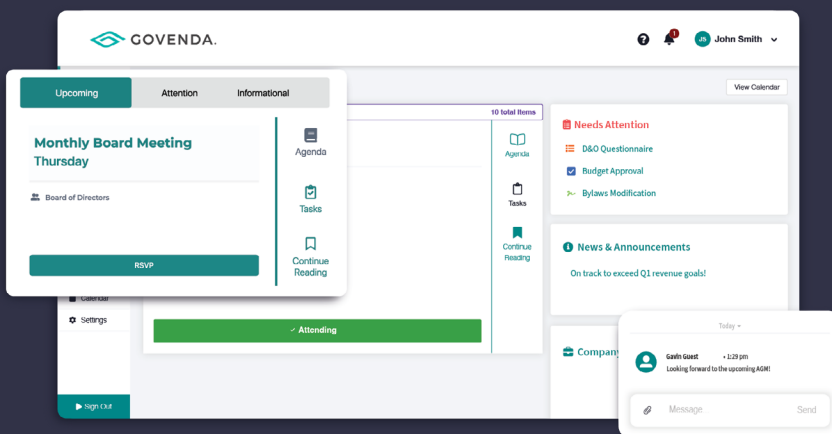 GOVENDA.
1
JS
John Smith
Upcoming
Attention
Informational
View Calendar
Monthly Board Meeting
Thursday
Board of Directors
RSVP
Agenda
Tasks
Continue
Reading
10 total Items
Agenda
Tasks
Continue
Reading
Needs Attention
D&O Questionnaire
Budget Approval
Bylaws Modification
News & Announcements
On track to exceed Q1 revenue goals!
Calendar
Settings
Attending
Sign Out
Company
Today
Gavin Guest • 1:29 pm
Looking forward to the upcoming AGM!
Message
Send